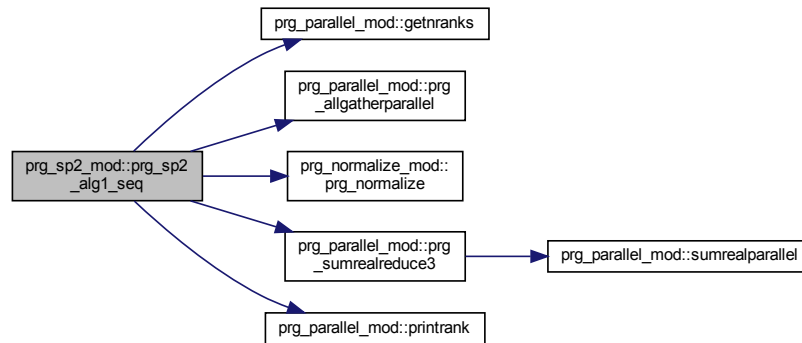 prg_parallel_mod::getnranks
prg_parallel_mod::prg
_allgatherparallel
prg_sp2_mod::prg_sp2
_alg1_seq
prg_normalize_mod::
prg_normalize
prg_parallel_mod::prg
_sumrealreduce3
prg_parallel_mod::sumrealparallel
prg_parallel_mod::printrank